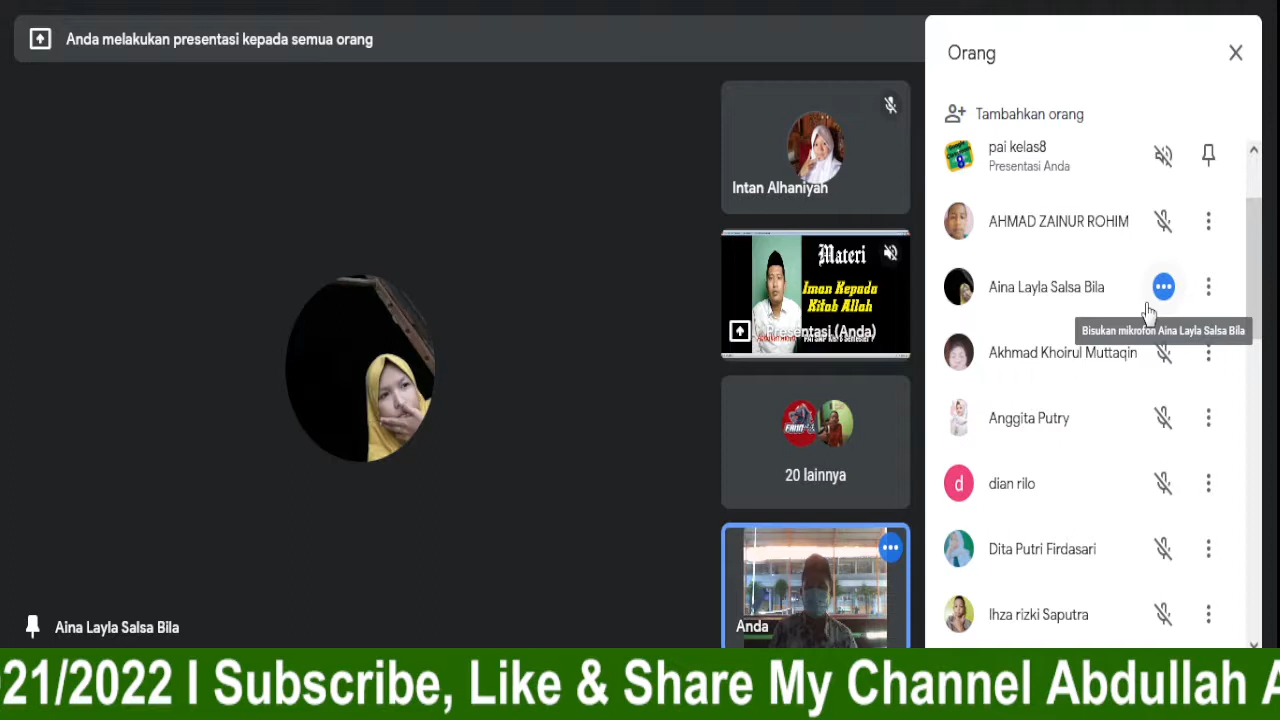 Anda melakukan presentasi kepada semua orang
Intan Alhaniyah
Materi
Iman Kepada
Kitab Allah
Presentasi (Anda)
20 lainnya
Anda
Aina Layla Salsa Bila
Orang
Tambahkan orang
pai kelas8
Presentasi Anda
AHMAD ZAINUR ROHIM
Aina Layla Salsa Bila
Bisukan mikrofon Aina Layla Salsa Bila
Akhmad Khoirul Muttaqin
Anggita Putry
d
dian rilo
Dita Putri Firdasari
Ihza rizki Saputra
21/2022 I Subscribe, Like & Share My Channel Abdullah A